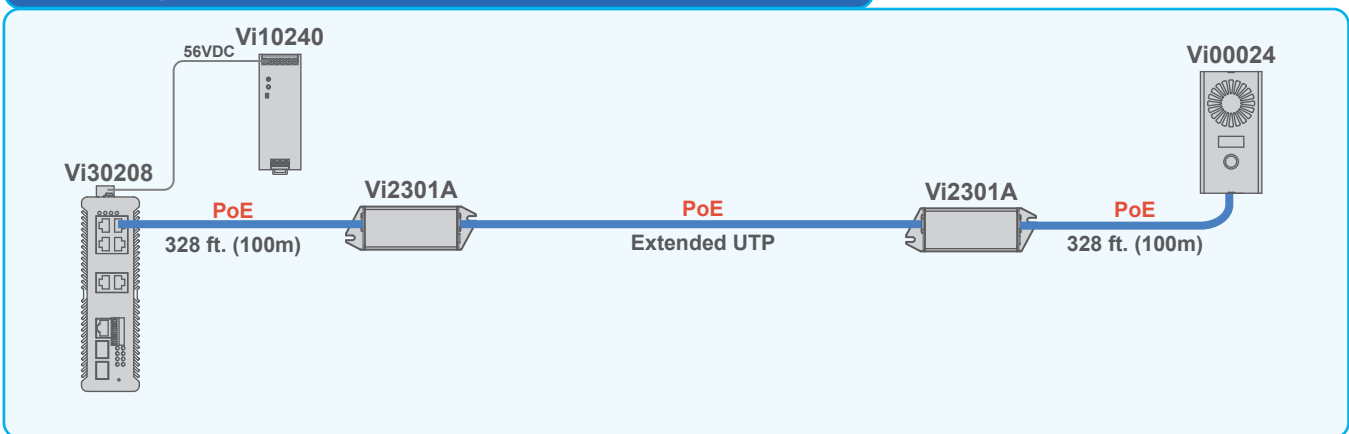 Vi10240
56VDC
Vi00024
Vi30208
Vi2301A
Vi2301A
PoE
PoE
PoE
328 ft. (100m)
Extended UTP
328 ft. (100m)